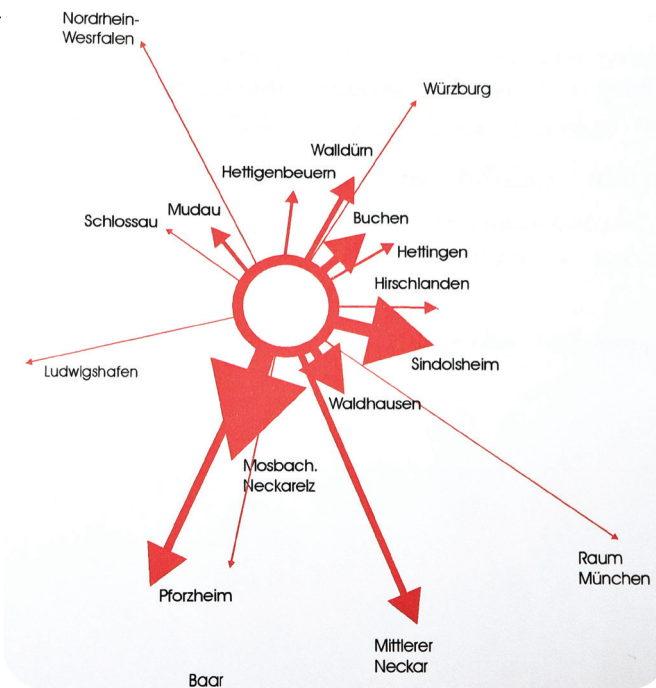 Nordrhein-
Wesrfalen
Würzburg
Walldürn
Hettigenbeuern
Mudau
Buchen
Schlossau
Hettingen
Hirschlanden
Sindolsheim
Ludwigshafen
Waldhausen
Mosbach.
Neckarelz
Raum
München
Pforzheim
Mittlerer
Neckar
Baar